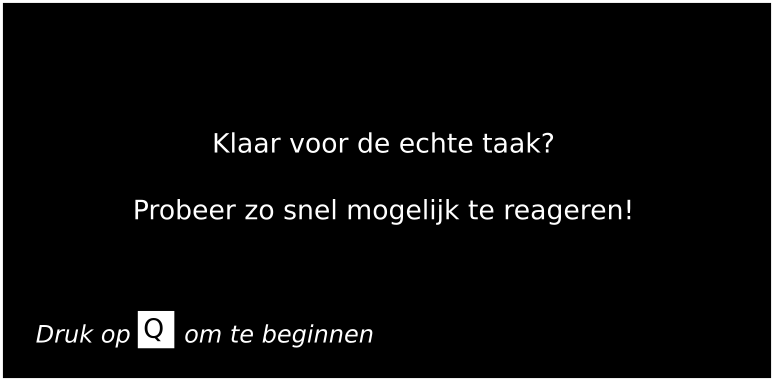 Klaar voor de echte taak?
Probeer zo snel mogelijk te reageren!
Druk op Q om te beginnen